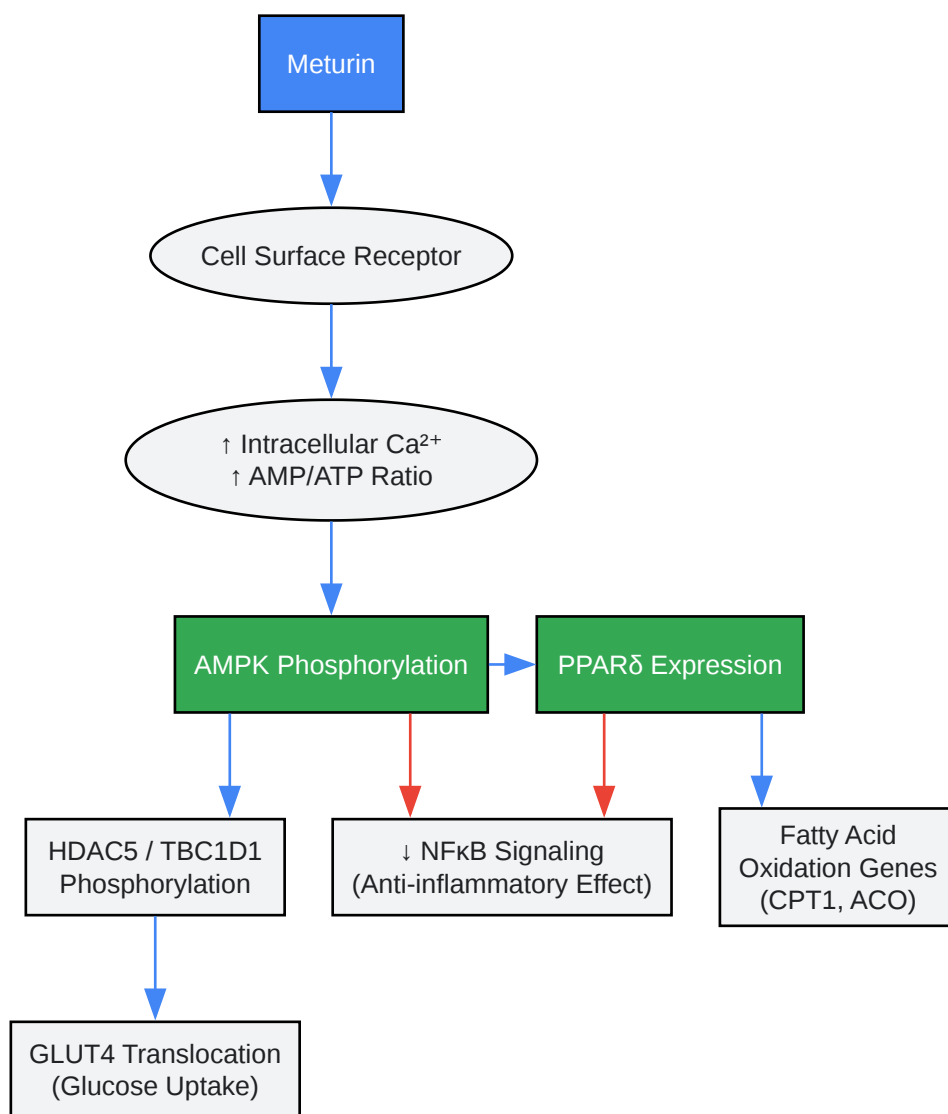 Meturin
Cell Surface Receptor
↑ Intracellular Ca²⁺
↑ AMP/ATP Ratio
AMPK Phosphorylation
PPARδ Expression
HDAC5 / TBC1D1
Phosphorylation
↓ NFκB Signaling
(Anti-inflammatory Effect)
Fatty Acid
Oxidation Genes
(CPT1, ACO)
GLUT4 Translocation
(Glucose Uptake)